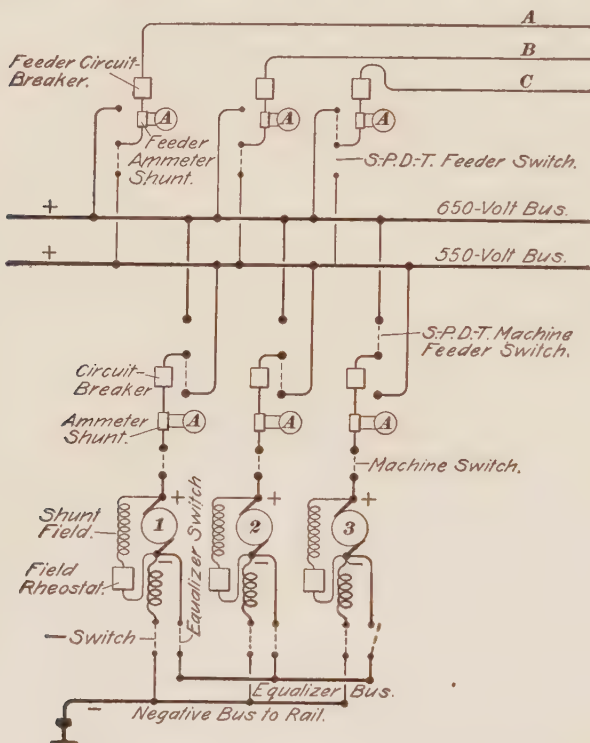 A
B
C
Feeder Circuit-
Breaker.
A
A
A
Feeder
Ammeter
Shunt.
S.-P.D-T. Feeder Switch.
+
650-Volt Bus.
+
550-Volt Bus.
S.-P.D-T. Machine
Feeder Switch.
Circuit-
Breaker
Ammeter
Shunt.
A
A
A
Machine Switch.
+
+
+
Shunt
Field.
1
2
3
Equalizer Switch
Field
Rheostat.
−
−
−
— Switch
Equalizer Bus.
−
Negative Bus to Rail.